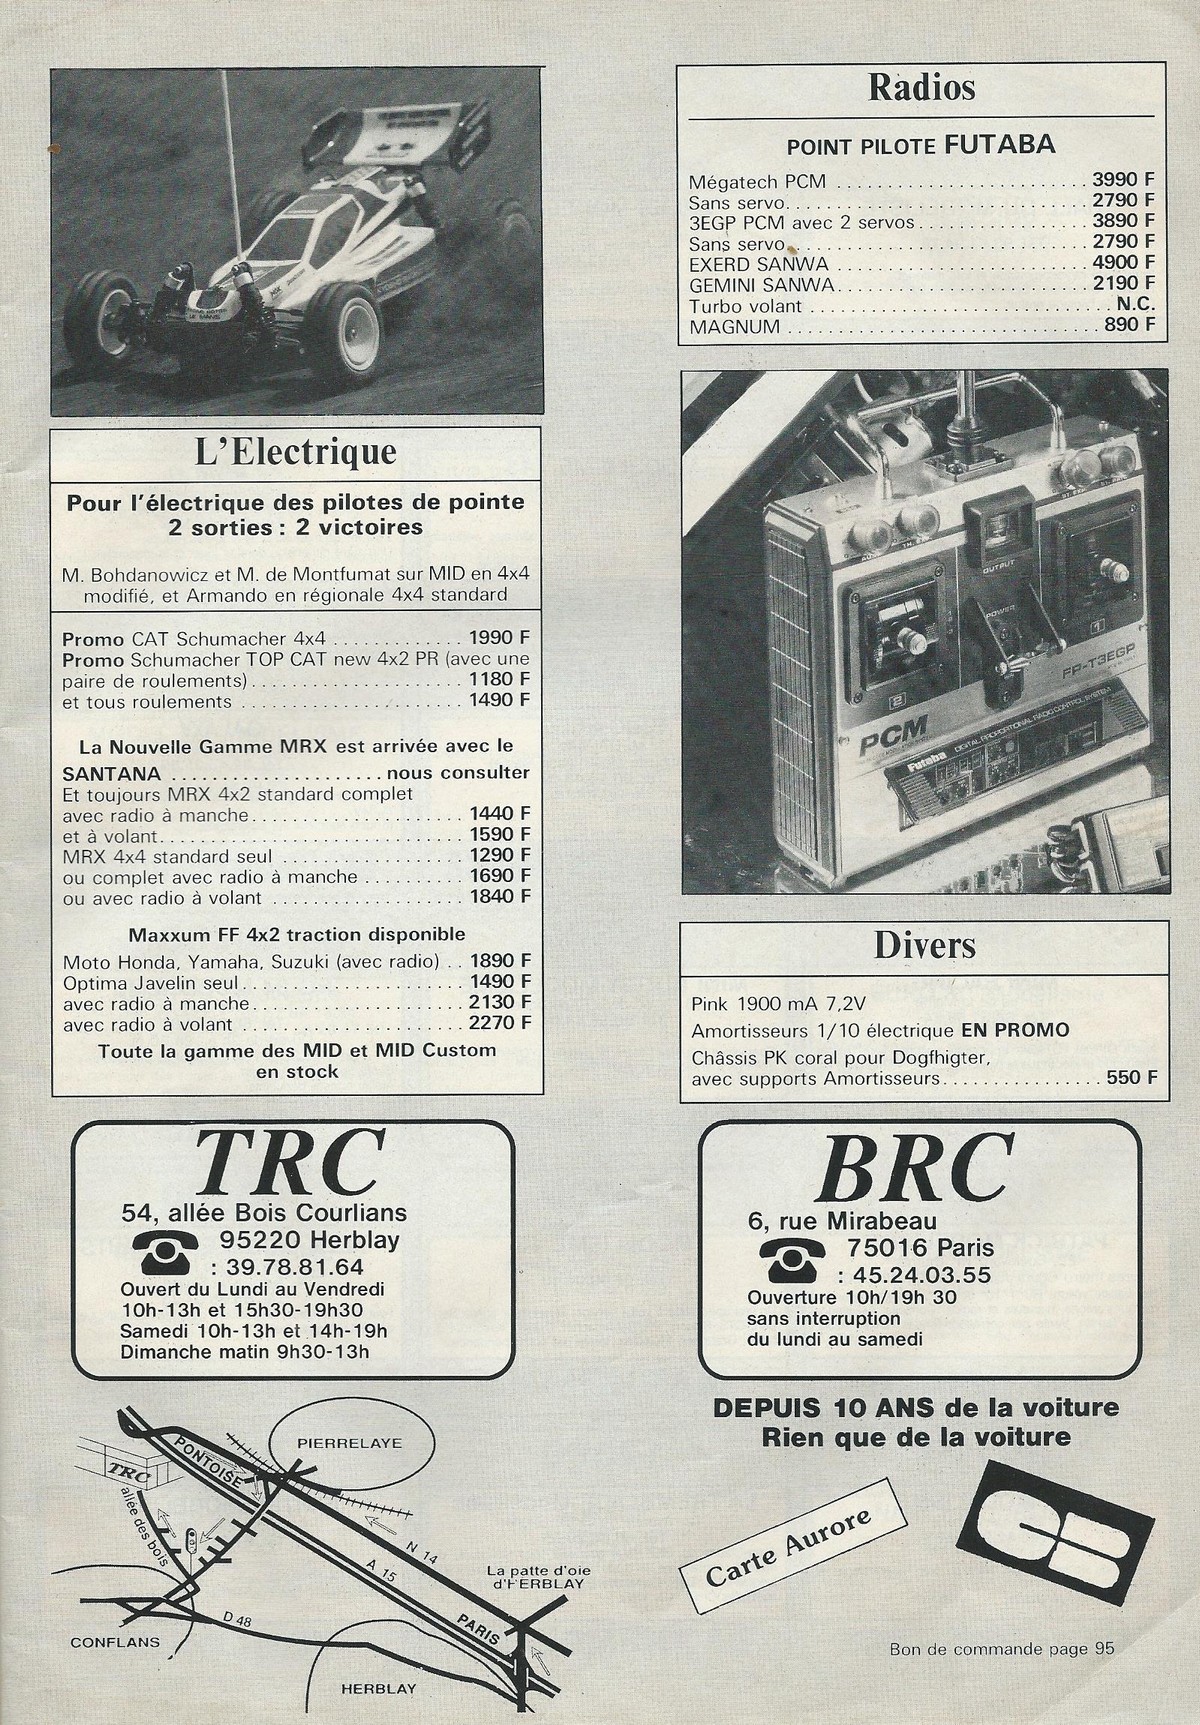 L'Electrique
Pour l'électrique des pilotes de pointe
2 sorties : 2 victoires
M. Bohdanowicz et M. de Montfumat sur MID en 4x4
modifié, et Armando en régionale 4x4 standard
Promo CAT Schumacher 4x4 ............. 1990 F
Promo Schumacher TOP CAT new 4x2 PR (avec une
paire de roulements)..................... 1180 F
et tous roulements ...................... 1490 F
La Nouvelle Gamme MRX est arrivée avec le
SANTANA ..................... nous consulter
Et toujours MRX 4x2 standard complet
avec radio à manche..................... 1440 F
et à volant.............................. 1590 F
MRX 4x4 standard seul .................. 1290 F
ou complet avec radio à manche .......... 1690 F
ou avec radio à volant ................... 1840 F
Maxxum FF 4x2 traction disponible
Moto Honda, Yamaha, Suzuki (avec radio) .. 1890 F
Optima Javelin seul...................... 1490 F
avec radio à manche..................... 2130 F
avec radio à volant ...................... 2270 F
Toute la gamme des MID et MID Custom
en stock
TRC
54, allée Bois Courlians
95220 Herblay
: 39.78.81.64
Ouvert du Lundi au Vendredi
10h-13h et 15h30-19h30
Samedi 10h-13h et 14h-19h
Dimanche matin 9h30-13h
PIERRELAYE
PONTOISE
TRC
allée des bois
N 14
A 15
La patte d'oie
d'HERBLAY
PARIS
D 48
CONFLANS
HERBLAY
Radios
POINT PILOTE FUTABA
Mégatech PCM ......................... 3990 F
Sans servo.............................. 2790 F
3EGP PCM avec 2 servos................. 3890 F
Sans servo.............................. 2790 F
EXERD SANWA ......................... 4900 F
GEMINI SANWA......................... 2190 F
Turbo volant ............................. N.C.
MAGNUM .............................. 890 F
OUTPUT
POWER
2
1
FP-T3EGP
PCM
Futaba DIGITAL PROPORTIONAL RADIO CONTROL SYSTEM
Divers
Pink 1900 mA 7,2V
Amortisseurs 1/10 électrique EN PROMO
Châssis PK coral pour Dogfhigter,
avec supports Amortisseurs................ 550 F
BRC
6, rue Mirabeau
75016 Paris
: 45.24.03.55
Ouverture 10h/19h 30
sans interruption
du lundi au samedi
DEPUIS 10 ANS de la voiture
Rien que de la voiture
Carte Aurore
CB
Bon de commande page 95